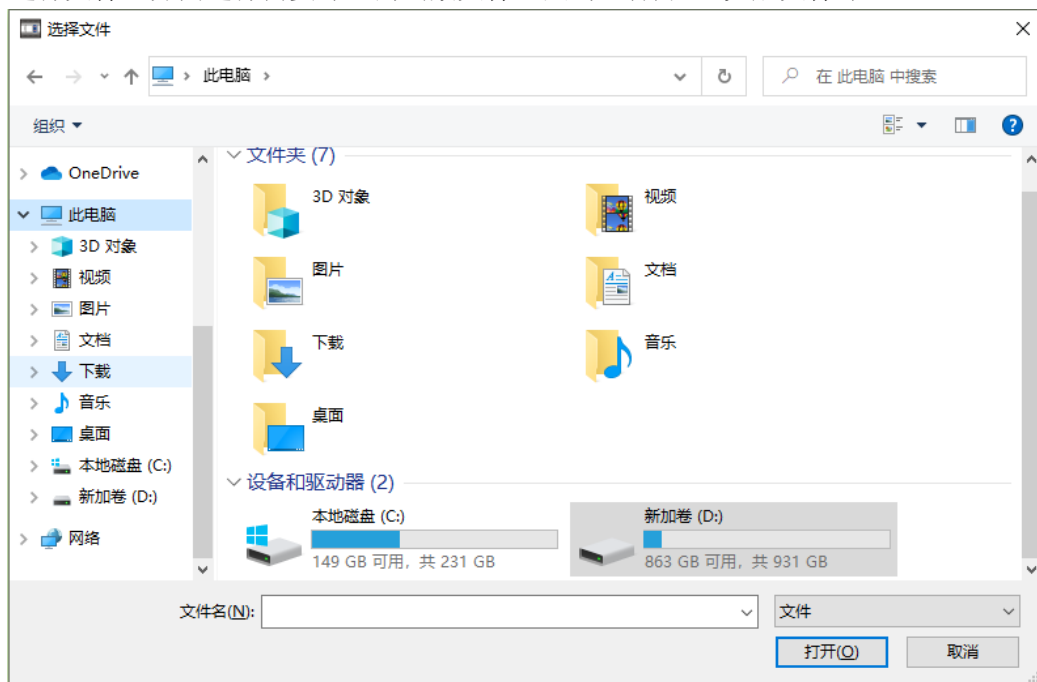 选择文件
此电脑
在 此电脑 中搜索
组织
OneDrive
此电脑
3D 对象
视频
图片
文档
下载
音乐
桌面
本地磁盘 (C:)
新加卷 (D:)
网络
文件夹 (7)
3D 对象
视频
图片
文档
下载
音乐
桌面
设备和驱动器 (2)
本地磁盘 (C:)
149 GB 可用, 共 231 GB
新加卷 (D:)
863 GB 可用, 共 931 GB
文件名(N):
文件
打开(O)
取消